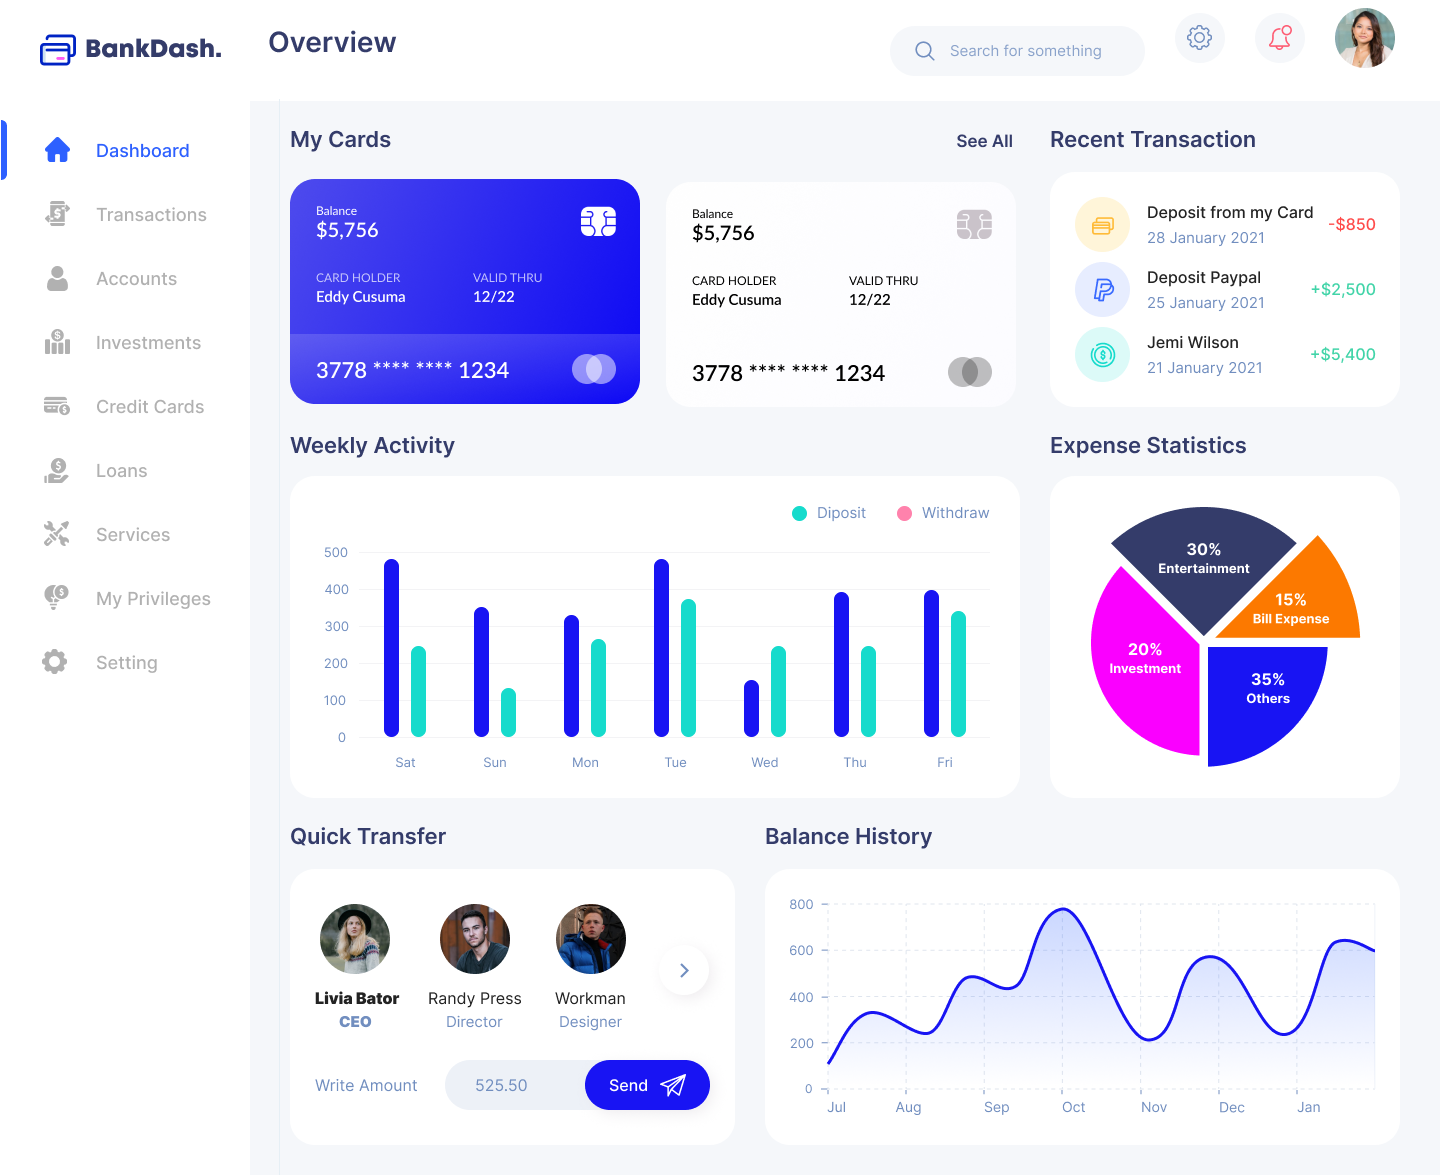 BankDash.
Overview
Search for something
Dashboard
Transactions
Accounts
Investments
Credit Cards
Loans
Services
My Privileges
Setting
My Cards
See All
Balance
$5,756
CARD HOLDER
VALID THRU
Eddy Cusuma
12/22
3778 **** **** 1234
Balance
$5,756
CARD HOLDER
VALID THRU
Eddy Cusuma
12/22
3778 **** **** 1234
Recent Transaction
Deposit from my Card
28 January 2021
-$850
Deposit Paypal
25 January 2021
+$2,500
Jemi Wilson
21 January 2021
+$5,400
Weekly Activity
Diposit
Withdraw
500
400
300
200
100
0
Sat Sun Mon Tue Wed Thu Fri
Expense Statistics
30%
Entertainment
15%
Bill Expense
20%
Investment
35%
Others
Quick Transfer
Livia Bator
CEO
Randy Press
Director
Workman
Designer
Write Amount
525.50
Send
Balance History
800
600
400
200
0
Jul Aug Sep Oct Nov Dec Jan